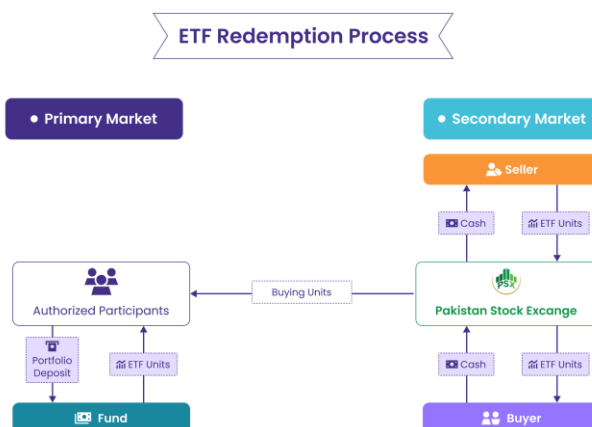 ETF Redemption Process
Primary Market
Secondary Market
Seller
Cash
ETF Units
PSX
Authorized Participants
Buying Units
Pakistan Stock Excange
Portfolio
Deposit
ETF Units
Cash
ETF Units
Fund
Buyer